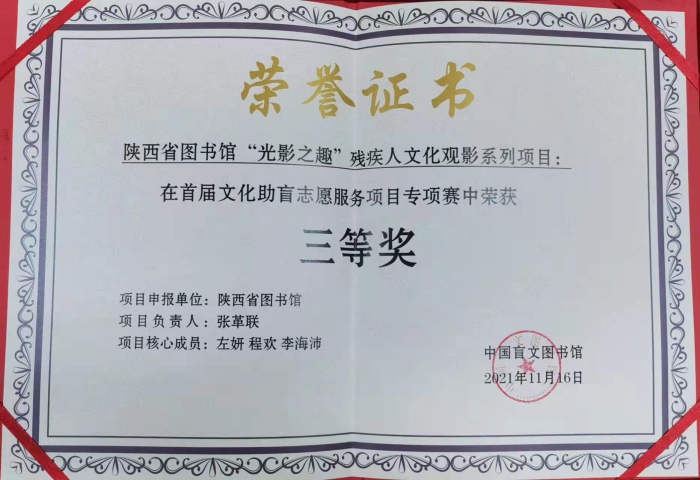 荣誉证书
陕西省图书馆“光影之趣”残疾人文化观影系列项目：
在首届文化助盲志愿服务项目专项赛中荣获
三等奖
项目申报单位：陕西省图书馆
项目负责人：张革联
项目核心成员：左妍 程欢 李海沛
中国盲文图书馆
2021年11月16日